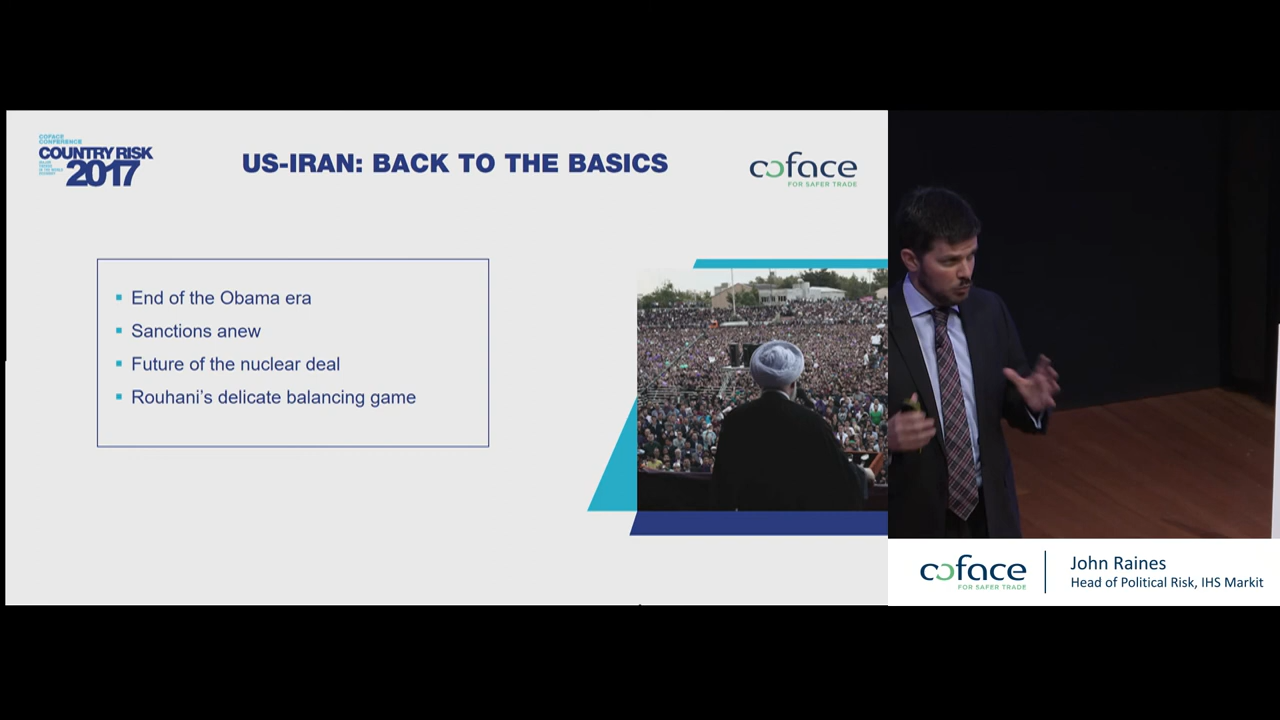 COFACE
CONFERENCE
COUNTRY RISK
2017
US-IRAN: BACK TO THE BASICS
coface
FOR SAFER TRADE
End of the Obama era
Sanctions anew
Future of the nuclear deal
Rouhani’s delicate balancing game
coface
FOR SAFER TRADE
John Raines
Head of Political Risk, IHS Markit